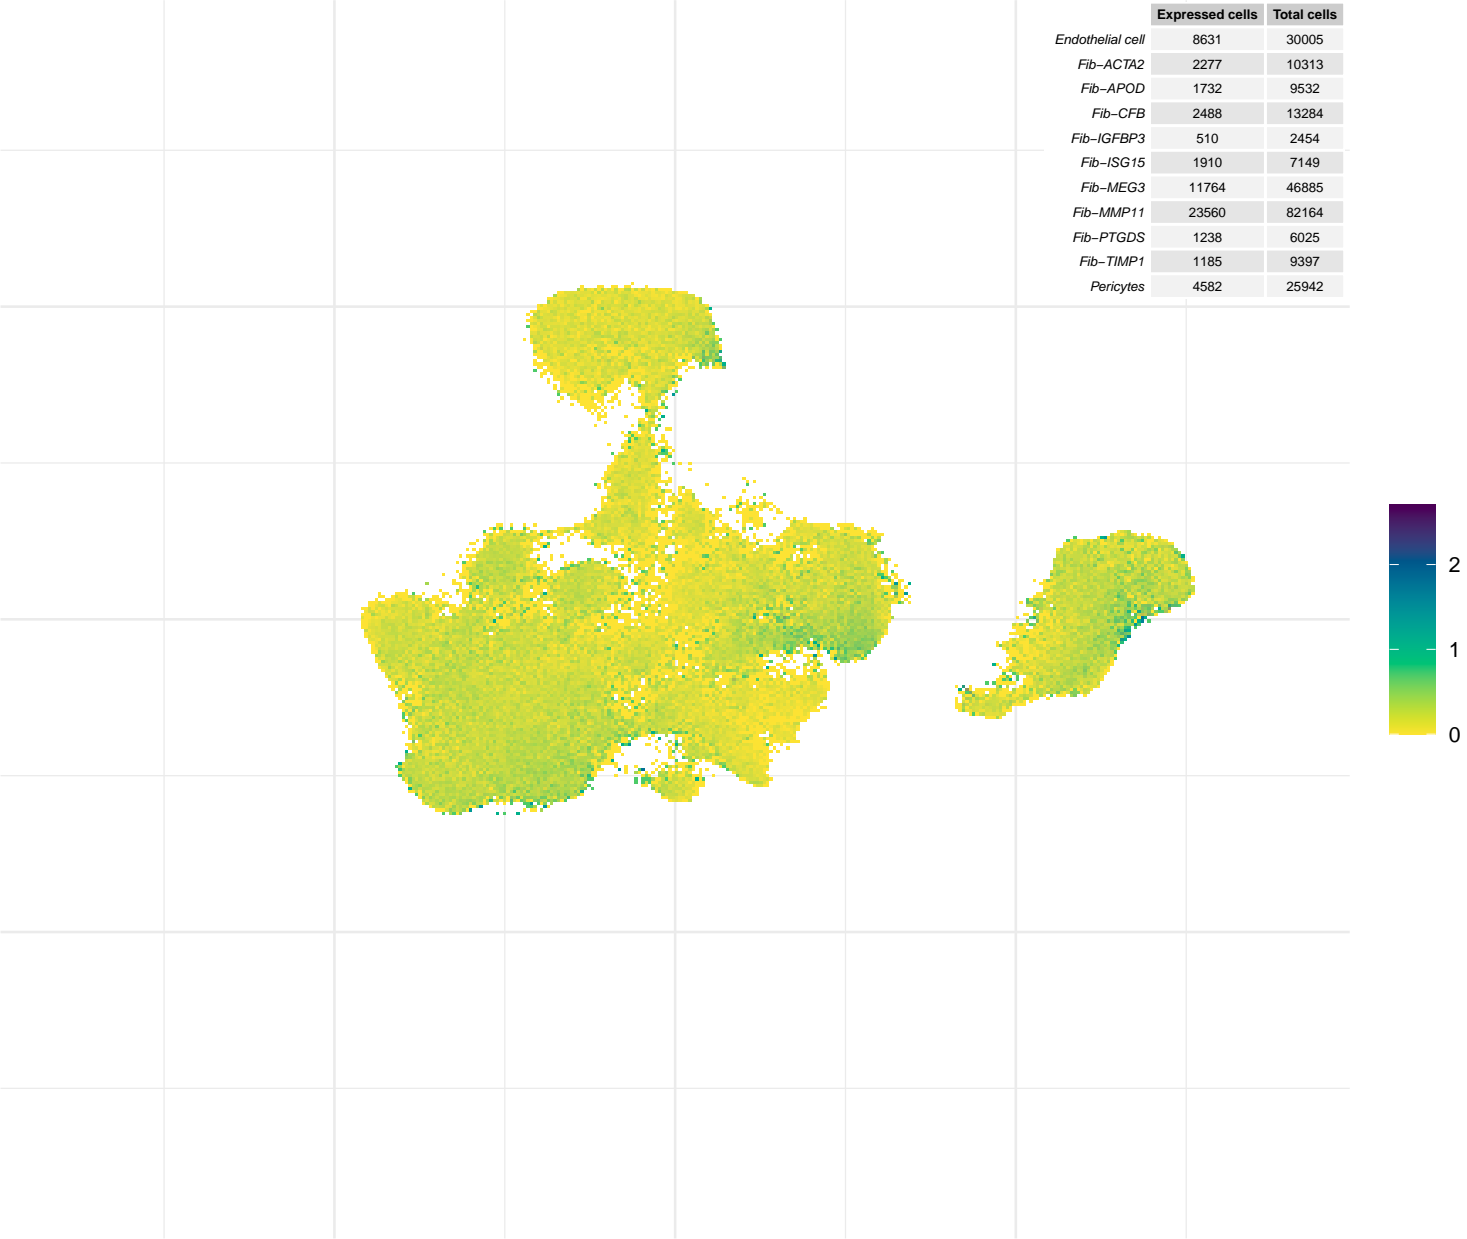 Expressed cells Total cells
Endothelial cell 8631 30005
Fib−ACTA2 2277 10313
Fib−APOD 1732 9532
Fib−CFB 2488 13284
Fib−IGFBP3 510 2454
Fib−ISG15 1910 7149
Fib−MEG3 11764 46885
Fib−MMP11 23560 82164
Fib−PTGDS 1238 6025
Fib−TIMP1 1185 9397
Pericytes 4582 25942
2
1
0